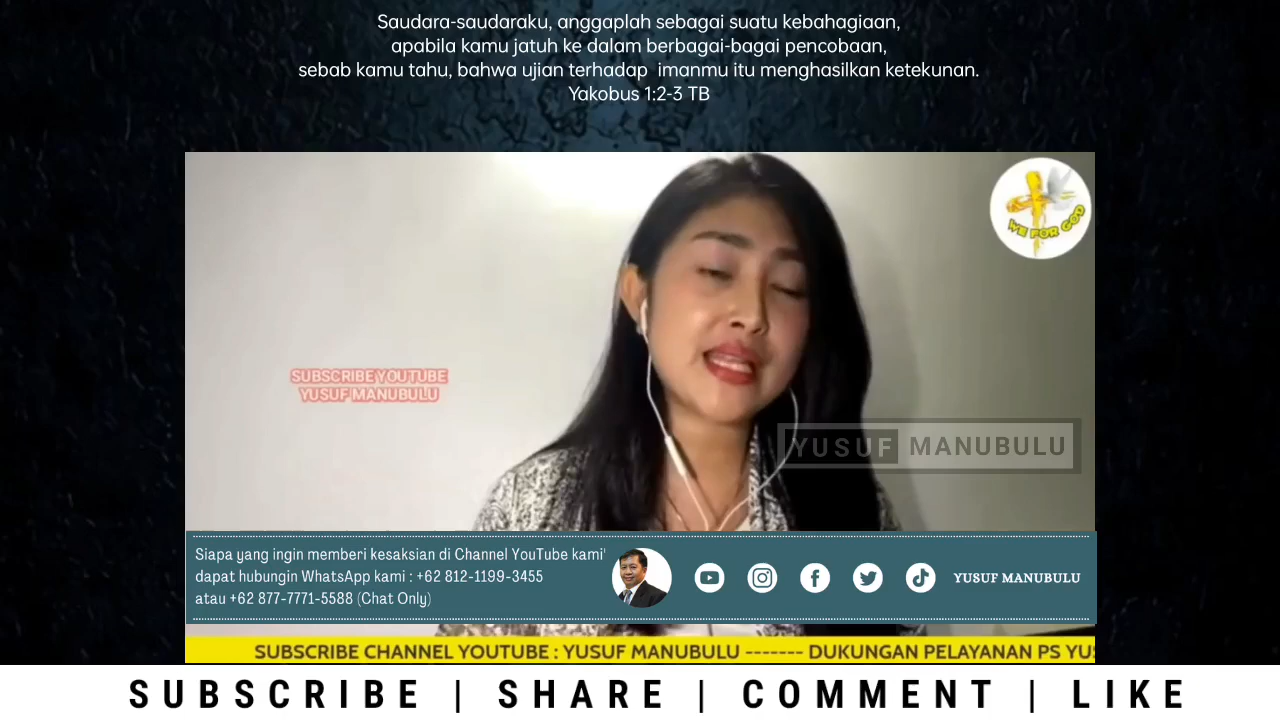 Saudara-saudaraku, anggaplah sebagai suatu kebahagiaan,
apabila kamu jatuh ke dalam berbagai-bagai pencobaan,
sebab kamu tahu, bahwa ujian terhadap  imanmu itu menghasilkan ketekunan.
Yakobus 1:2-3 TB
WE FOR GOD
SUBSCRIBE YOUTUBE
YUSUF MANUBULU
YUSUF MANUBULU
Siapa yang ingin memberi kesaksian di Channel YouTube kami'
dapat hubungin WhatsApp kami : +62 812-1199-3455
atau +62 877-7771-5588 (Chat Only)
YUSUF MANUBULU
SUBSCRIBE CHANNEL YOUTUBE : YUSUF MANUBULU ------- DUKUNGAN PELAYANAN PS
SUBSCRIBE | SHARE | COMMENT | LIKE